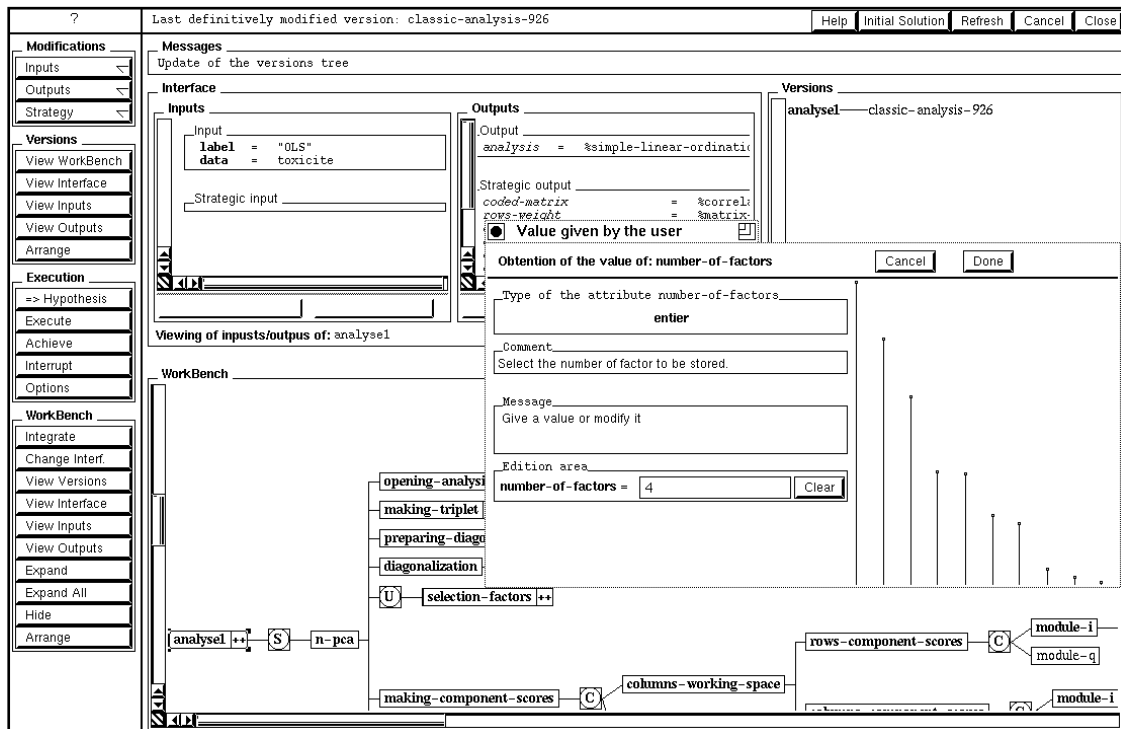 ?
Last definitively modified version: classic-analysis-926
Help
Initial Solution
Refresh
Cancel
Close
Modifications
Inputs
Outputs
Strategy
Versions
View WorkBench
View Interface
View Inputs
View Outputs
Arrange
Execution
=> Hypothesis
Execute
Achieve
Interrupt
Options
WorkBench
Integrate
Change Interf.
View Versions
View Interface
View Inputs
View Outputs
Expand
Expand All
Hide
Arrange
Messages
Update of the versions tree
Interface
Inputs
Input
label = "OLS"
data = toxicite
Strategic input
Outputs
Output
analysis = %simple-linear-ordinatio
Strategic output
coded-matrix = %correla
rows-weight = %matrix-
Viewing of inpusts/outpus of: analyse1
Versions
analyse1 classic-analysis-926
Value given by the user
Obtention of the value of: number-of-factors
Cancel
Done
Type of the attribute number-of-factors
entier
Comment
Select the number of factor to be stored.
Message
Give a value or modify it
Edition area
number-of-factors = 4
Clear
WorkBench
opening-analysi
making-triplet
preparing-diago
diagonalization
U selection-factors ++
analyse1 ++ S n-pca
making-component-scores C
columns-working-space
rows-component-scores C
module-i
module-q
module-i